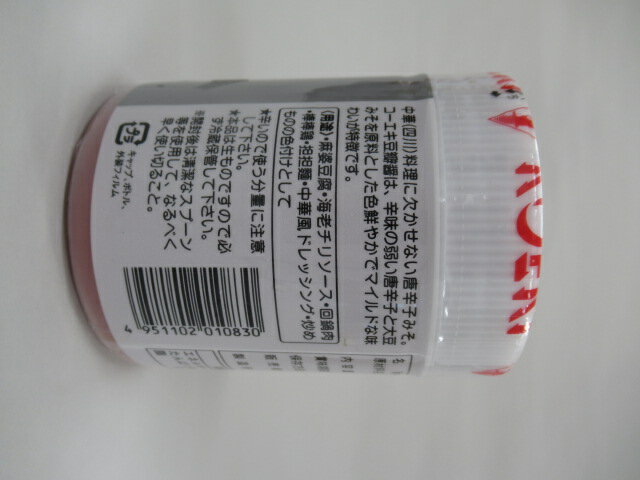 KOEKI
中華(四川)料理に欠かせない唐辛子みそ、
コーエキ豆瓣醤は、辛味の弱い唐辛子と大豆
みそを原料とした色鮮やかでマイルドな味
わいが特徴です。
〈用途〉・麻婆豆腐・海老チリソース・回鍋肉
・棒棒鶏・担担麺・中華風ドレッシング・炒め
ものの色付けとして
★辛いので使う分量に注意
して下さい。
★本品は生ものですので必
ず冷蔵保管して下さい。
※開封後は清潔なスプーン
等を使用して、なるべく
早く使い切ること。
プラ
キャップ、ボトル、
外装フィルム
4 951102 010830
名